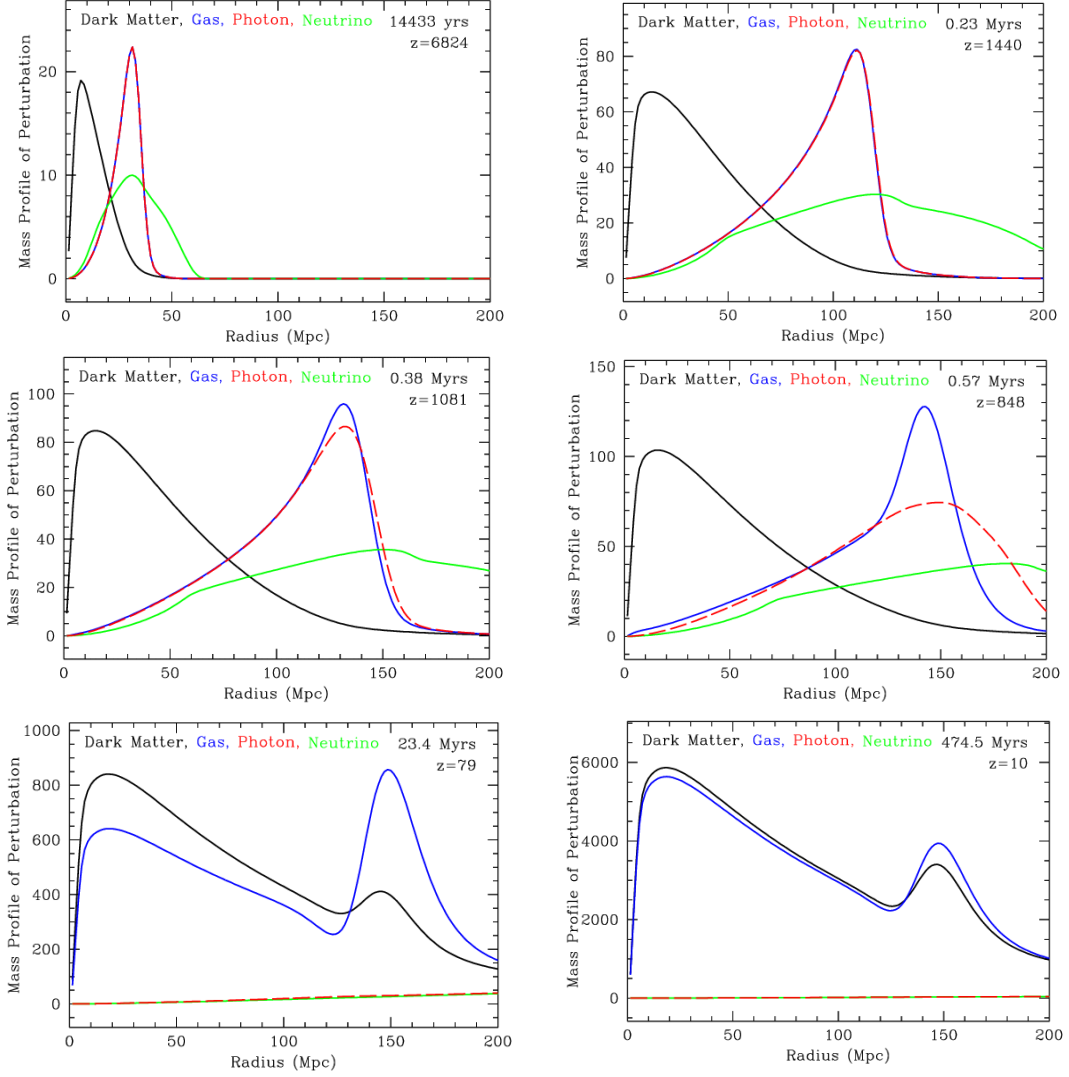 Dark Matter, Gas, Photon, Neutrino 14433 yrs
z=6824
Mass Profile of Perturbation
20
10
0
0 50 100 150 200
Radius (Mpc)
Dark Matter, Gas, Photon, Neutrino 0.23 Myrs
z=1440
Mass Profile of Perturbation
80
60
40
20
0
0 50 100 150 200
Radius (Mpc)
Dark Matter, Gas, Photon, Neutrino 0.38 Myrs
z=1081
Mass Profile of Perturbation
100
80
60
40
20
0
0 50 100 150 200
Radius (Mpc)
Dark Matter, Gas, Photon, Neutrino 0.57 Myrs
z=848
Mass Profile of Perturbation
150
100
50
0
0 50 100 150 200
Radius (Mpc)
Dark Matter, Gas, Photon, Neutrino 23.4 Myrs
z=79
Mass Profile of Perturbation
1000
800
600
400
200
0
0 50 100 150 200
Radius (Mpc)
Dark Matter, Gas, Photon, Neutrino 474.5 Myrs
z=10
Mass Profile of Perturbation
6000
4000
2000
0
0 50 100 150 200
Radius (Mpc)